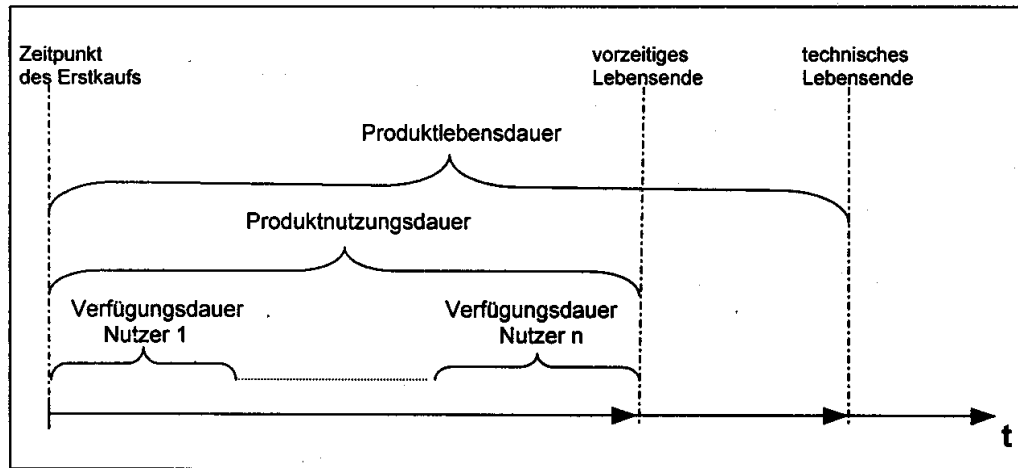 Zeitpunkt
des Erstkaufs
vorzeitiges
Lebensende
technisches
Lebensende
Produktlebensdauer
Produktnutzungsdauer
Verfügungsdauer
Nutzer 1
Verfügungsdauer
Nutzer n
t